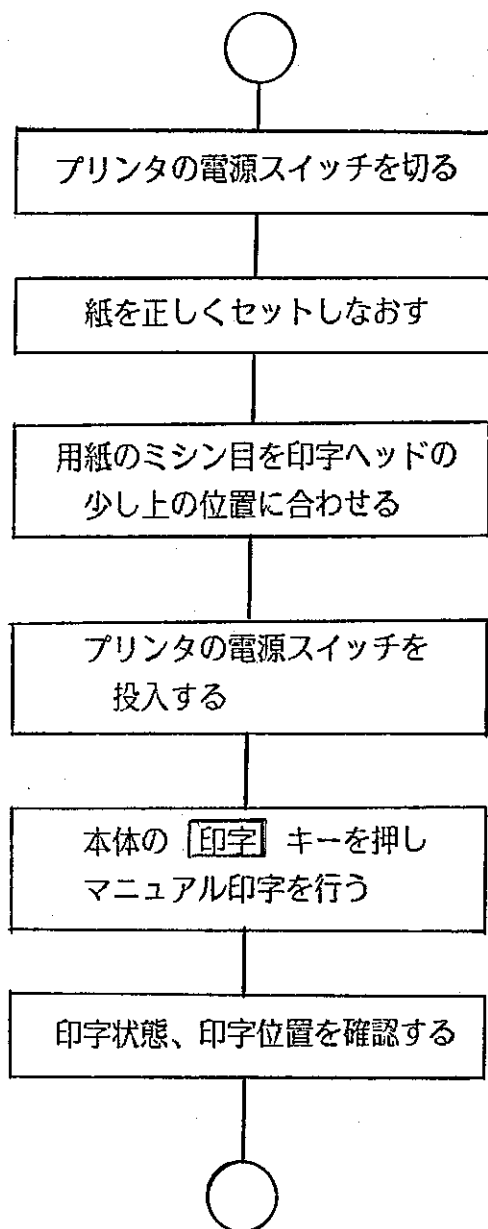 プリンタの電源スイッチを切る
紙を正しくセットしなおす
用紙のミシン目を印字ヘッドの
少し上の位置に合わせる
プリンタの電源スイッチを
投入する
本体の 印字 キーを押し
マニュアル印字を行う
印字状態、印字位置を確認する